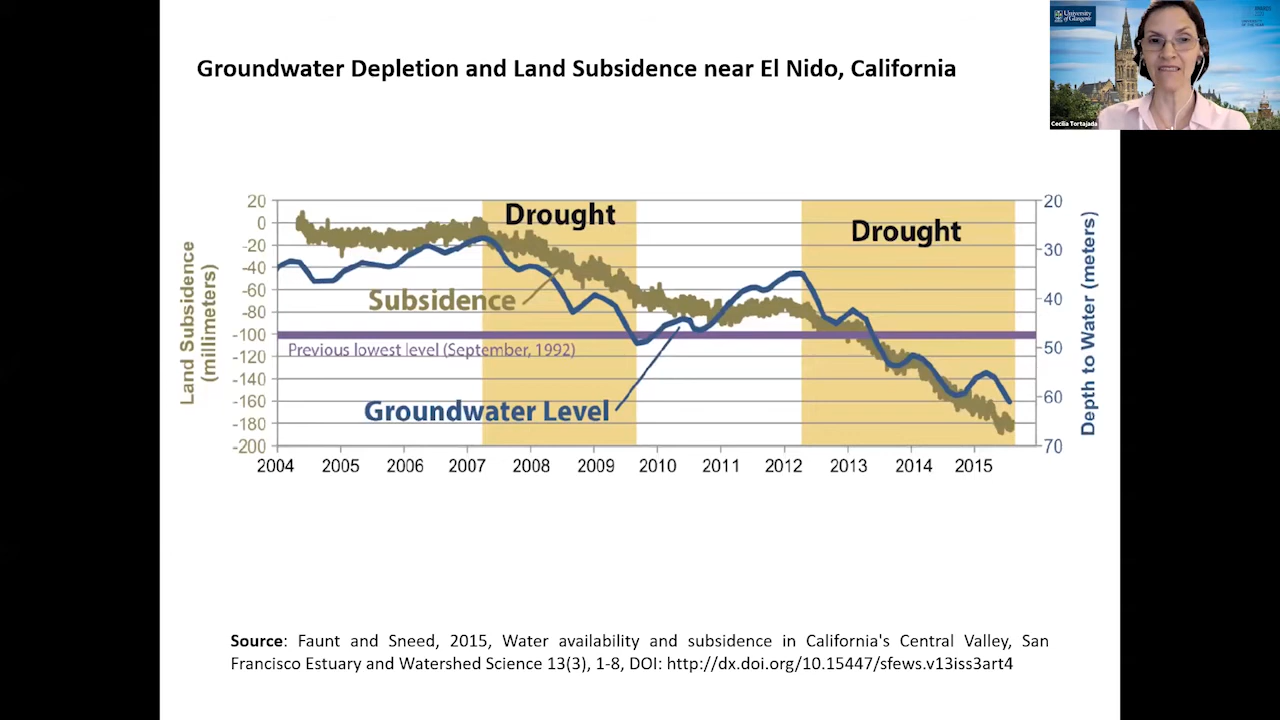 Groundwater Depletion and Land Subsidence near El Nido, California
University
of Glasgow
Cecilia Tortajada
Land Subsidence
(millimeters)
20
0
-20
-40
-60
-80
-100
-120
-140
-160
-180
-200
Drought
Drought
Subsidence
Previous lowest level (September, 1992)
Groundwater Level
20
30
40
50
60
70
Depth to Water (meters)
2004 2005 2006 2007 2008 2009 2010 2011 2012 2013 2014 2015
Source: Faunt and Sneed, 2015, Water availability and subsidence in California's Central Valley, San
Francisco Estuary and Watershed Science 13(3), 1-8, DOI: http://dx.doi.org/10.15447/sfews.v13iss3art4